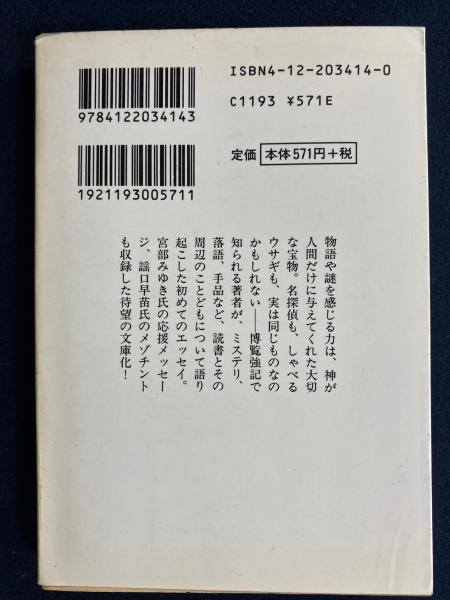 ISBN4-12-203414-0
C1193 ¥571E
9784122034143
定価 本体571円+税
1921193005711
物語や謎を感じる力は、神が
人間だけに与えてくれた大切
な宝物。名探偵も、しゃべる
ウサギも、実は同じものなの
かもしれない――博覧強記で
知られる著者が、ミステリ、
落語、手品など、読書とその
周辺のことどもについて語り
起こした初めてのエッセイ。
宮部みゆき氏の応援メッセー
ジ、謡口早苗氏のメゾチント
も収録した待望の文庫化!